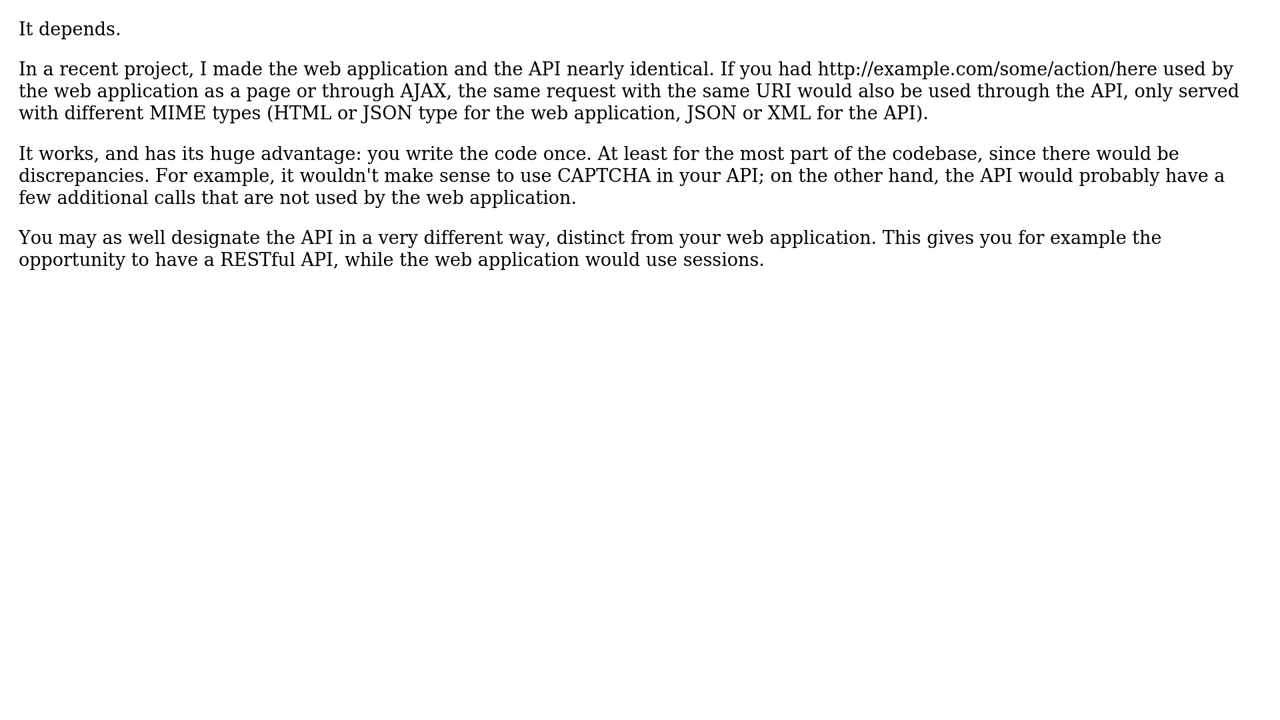 It depends.
In a recent project, I made the web application and the API nearly identical. If you had http://example.com/some/action/here used by
the web application as a page or through AJAX, the same request with the same URI would also be used through the API, only served
with different MIME types (HTML or JSON type for the web application, JSON or XML for the API).
It works, and has its huge advantage: you write the code once. At least for the most part of the codebase, since there would be
discrepancies. For example, it wouldn't make sense to use CAPTCHA in your API; on the other hand, the API would probably have a
few additional calls that are not used by the web application.
You may as well designate the API in a very different way, distinct from your web application. This gives you for example the
opportunity to have a RESTful API, while the web application would use sessions.